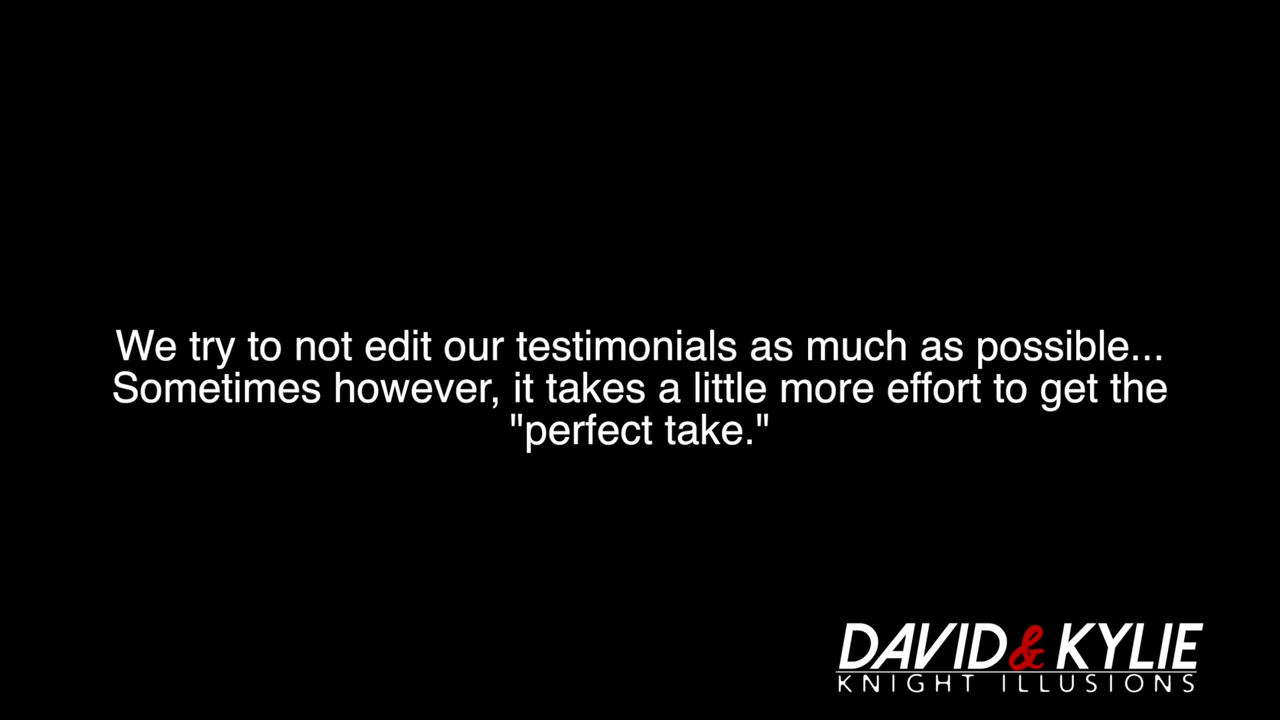 We try to not edit our testimonials as much as possible...
Sometimes however, it takes a little more effort to get the
"perfect take."
DAVID & KYLIE
KNIGHT ILLUSIONS